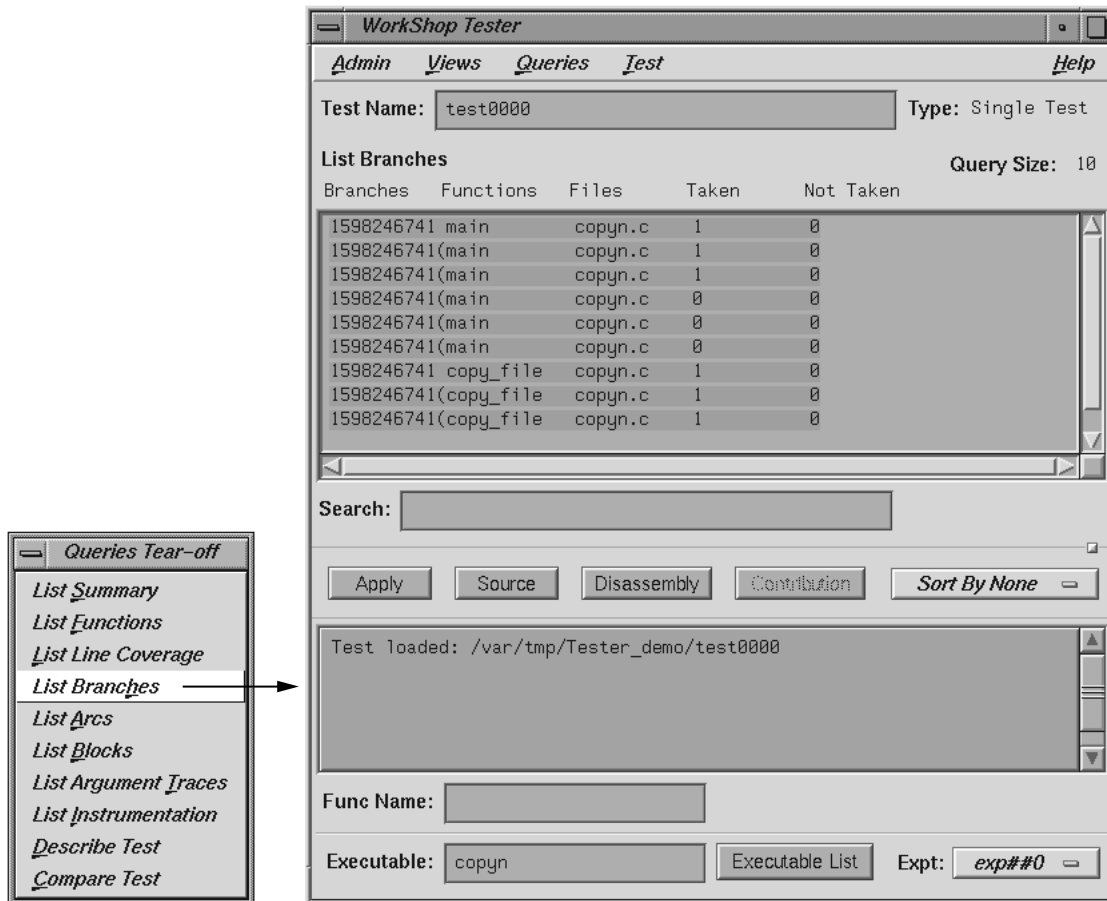 WorkShop Tester
Admin Views Queries Test Help
Test Name: test0000 Type: Single Test
List Branches Query Size: 10
Branches Functions Files Taken Not Taken
1598246741 main copyn.c 1 0
1598246741(main copyn.c 1 0
1598246741(main copyn.c 1 0
1598246741(main copyn.c 0 0
1598246741(main copyn.c 0 0
1598246741(main copyn.c 0 0
1598246741 copy_file copyn.c 1 0
1598246741(copy_file copyn.c 1 0
1598246741(copy_file copyn.c 1 0
Search:
Apply Source Disassembly Contribution Sort By None
Test loaded: /var/tmp/Tester_demo/test0000
Func Name:
Executable: copyn Executable List Expt: exp##0
Queries Tear-off
List Summary
List Functions
List Line Coverage
List Branches
List Arcs
List Blocks
List Argument Traces
List Instrumentation
Describe Test
Compare Test